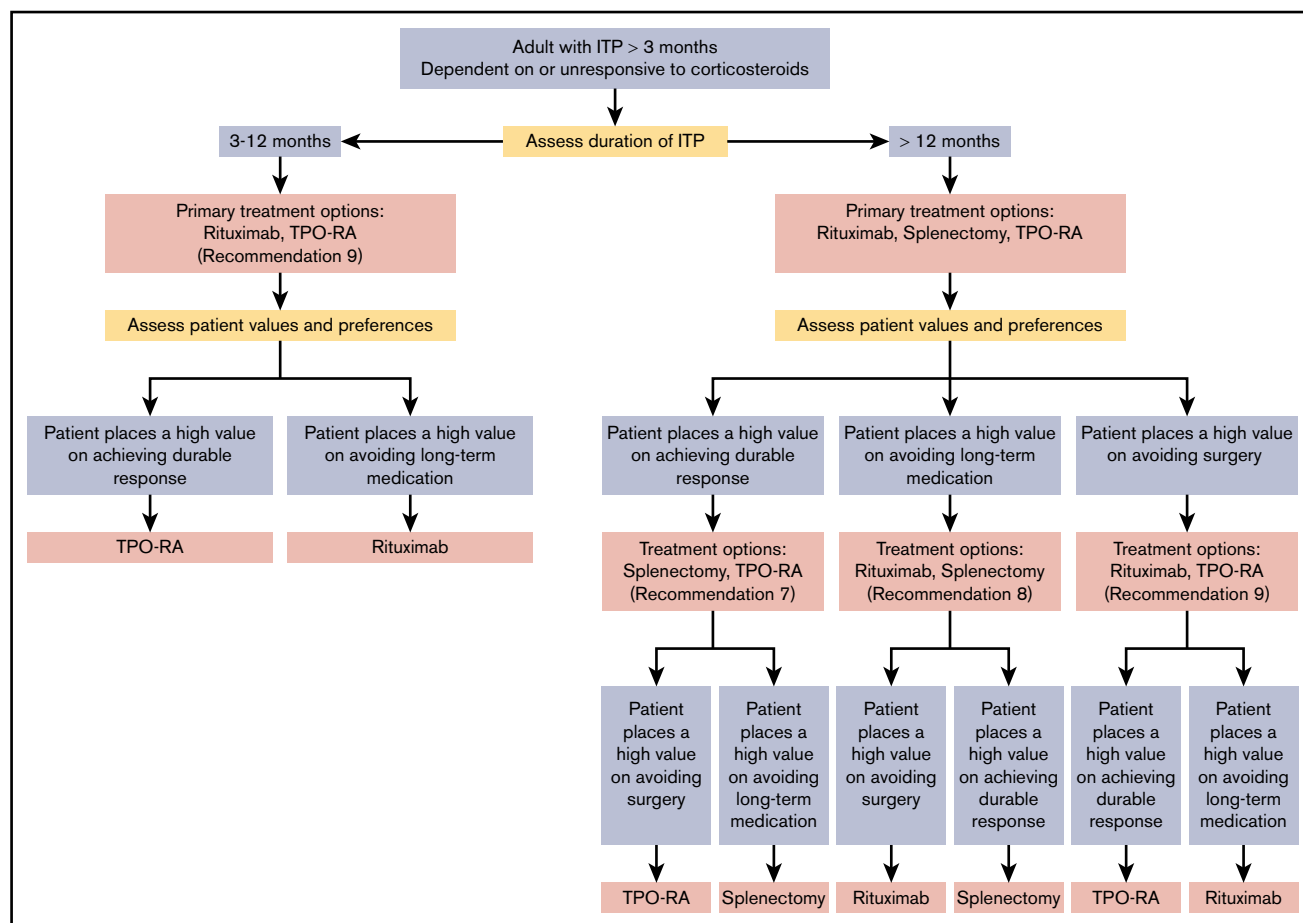 Adult with ITP > 3 months
Dependent on or unresponsive to corticosteroids
3-12 months
Assess duration of ITP
> 12 months
Primary treatment options:
Rituximab, TPO-RA
(Recommendation 9)
Primary treatment options:
Rituximab, Splenectomy, TPO-RA
Assess patient values and preferences
Assess patient values and preferences
Patient places a high value
on achieving durable
response
Patient places a high value
on avoiding long-term
medication
Patient places a high value
on achieving durable
response
Patient places a high value
on avoiding long-term
medication
Patient places a high value
on avoiding surgery
TPO-RA
Rituximab
Treatment options:
Splenectomy, TPO-RA
(Recommendation 7)
Treatment options:
Rituximab, Splenectomy
(Recommendation 8)
Treatment options:
Rituximab, TPO-RA
(Recommendation 9)
Patient
places a
high value
on avoiding
surgery
Patient
places a
high value
on avoiding
long-term
medication
Patient
places a
high value
on avoiding
surgery
Patient
places a
high value
on achieving
durable
response
Patient
places a
high value
on achieving
durable
response
Patient
places a
high value
on avoiding
long-term
medication
TPO-RA
Splenectomy
Rituximab
Splenectomy
TPO-RA
Rituximab